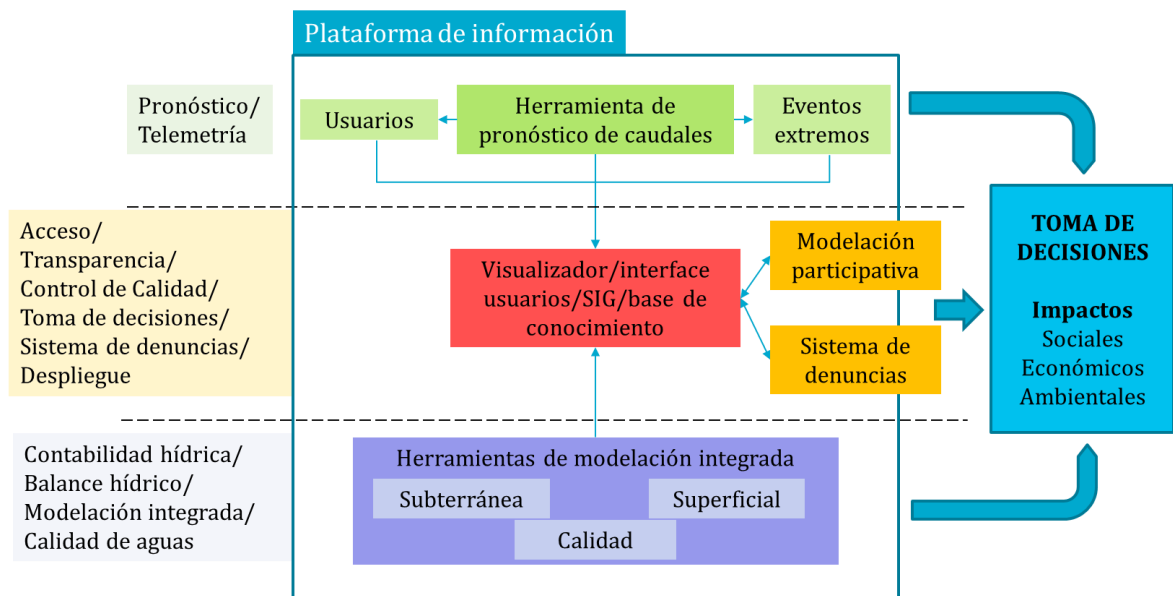 Plataforma de información
Pronóstico/
Telemetría
Usuarios
Herramienta de
pronóstico de caudales
Eventos
extremos
Acceso/
Transparencia/
Control de Calidad/
Toma de decisiones/
Sistema de denuncias/
Despliegue
Visualizador/interface
usuarios/SIG/base de
conocimiento
Modelación
participativa
Sistema de
denuncias
TOMA DE
DECISIONES
Impactos
Sociales
Económicos
Ambientales
Contabilidad hídrica/
Balance hídrico/
Modelación integrada/
Calidad de aguas
Herramientas de modelación integrada
Subterránea
Superficial
Calidad